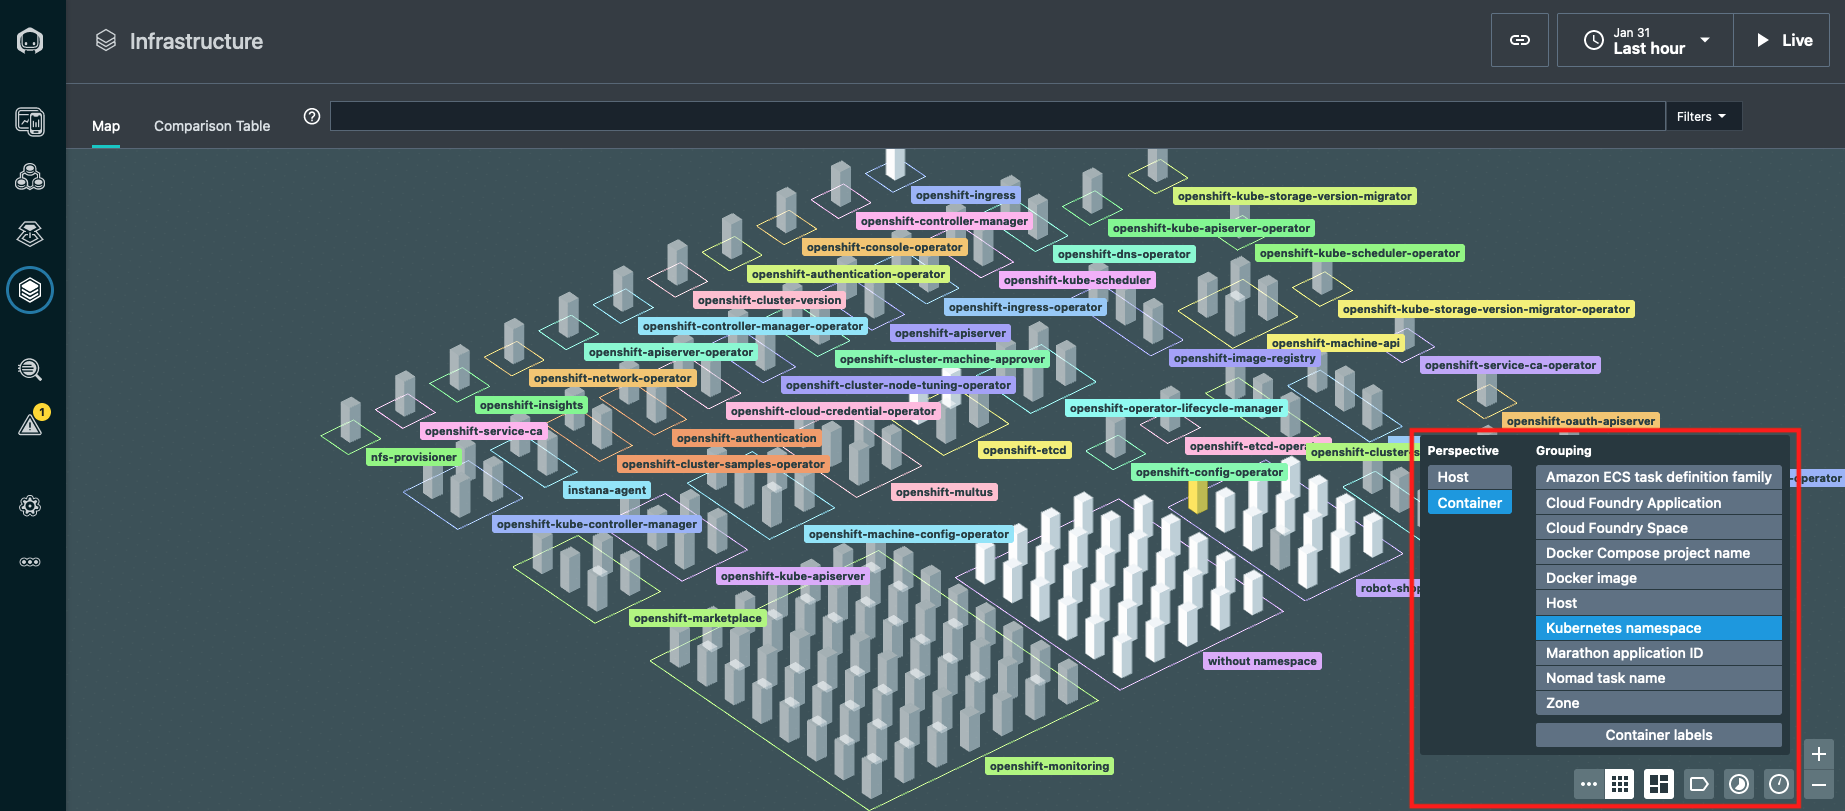 Infrastructure
Jan 31
Last hour
Live
Map
Comparison Table
?
Filters
1
openshift-ingress
openshift-kube-storage-version-migrator
openshift-controller-manager
openshift-kube-apiserver-operator
openshift-console-operator
openshift-dns-operator
openshift-kube-scheduler-operator
openshift-authentication-operator
openshift-kube-scheduler
openshift-cluster-version
openshift-ingress-operator
openshift-kube-storage-version-migrator-operator
openshift-controller-manager-operator
openshift-apiserver
openshift-machine-api
openshift-apiserver-operator
openshift-cluster-machine-approver
openshift-image-registry
openshift-service-ca-operator
openshift-network-operator
openshift-cluster-node-tuning-operator
openshift-insights
openshift-cloud-credential-operator
openshift-operator-lifecycle-manager
openshift-oauth-apiserver
openshift-service-ca
openshift-authentication
openshift-etcd
openshift-etcd-opera
openshift-clusters
nfs-provisioner
openshift-cluster-samples-operator
openshift-config-operator
-operator
instana-agent
openshift-multus
openshift-kube-controller-manager
openshift-machine-config-operator
openshift-kube-apiserver
robot-shop
openshift-marketplace
without namespace
openshift-monitoring
Perspective
Host
Container
Grouping
Amazon ECS task definition family
Cloud Foundry Application
Cloud Foundry Space
Docker Compose project name
Docker image
Host
Kubernetes namespace
Marathon application ID
Nomad task name
Zone
Container labels